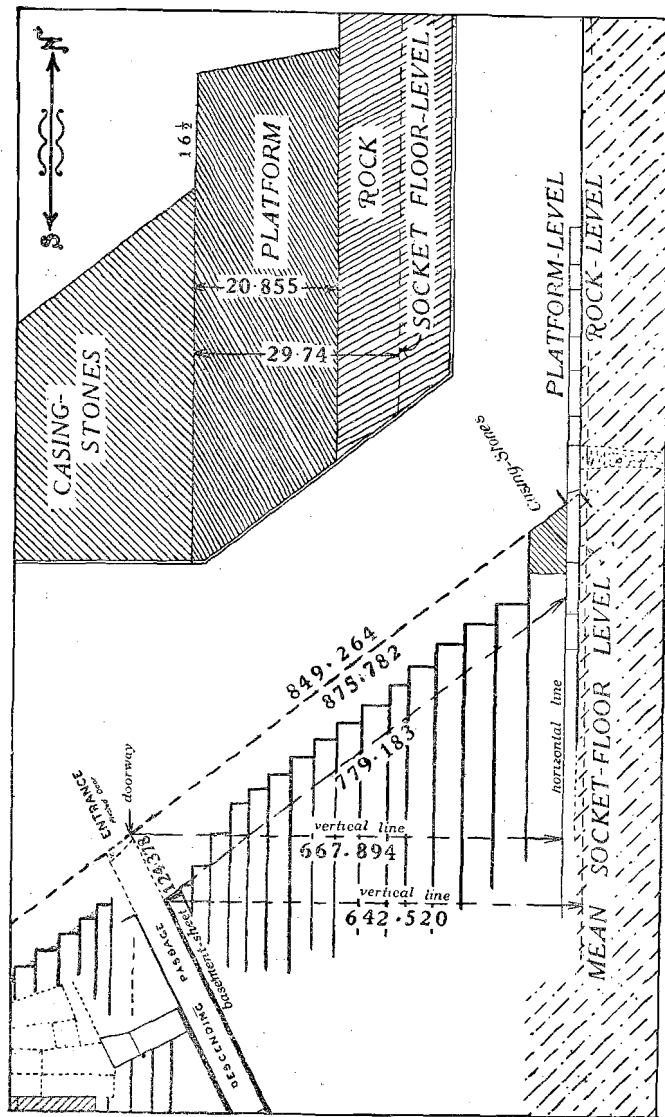 S
N
16½
CASING-
STONES
PLATFORM
20·855
29·74
ROCK
SOCKET FLOOR-LEVEL
PLATFORM-LEVEL
ROCK-LEVEL
Casing-Stones
849·264
875·782
779·183
ENTRANCE
doorway
124·378
vertical line
667·894
vertical line
642·520
horizontal line
basement-sheet
DESCENDING PASSAGE
MEAN SOCKET-FLOOR LEVEL